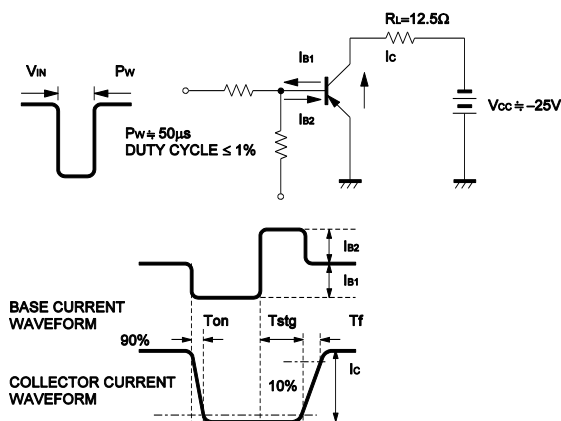 RL=12.5Ω
IB1
IC
VIN
PW
IB2
VCC≒−25V
PW≒50μs
DUTY CYCLE ≤ 1%
IB2
IB1
BASE CURRENT
WAVEFORM
Ton
Tstg
Tf
90%
IC
10%
COLLECTOR CURRENT
WAVEFORM